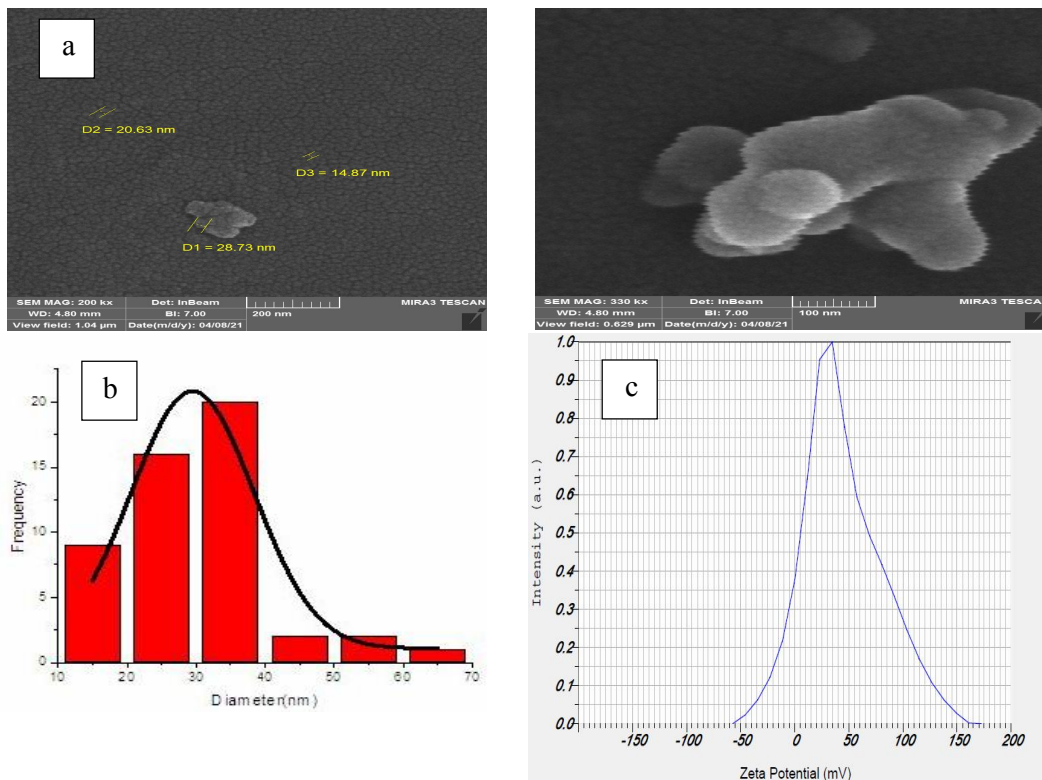 a
D2 = 20.63 nm
D3 = 14.87 nm
D1 = 28.73 nm
SEM MAG: 200 kx Det: InBeam MIRA3 TESCAN
WD: 4.80 mm BI: 7.00 200 nm
View field: 1.04 µm Date(m/d/y): 04/08/21
SEM MAG: 330 kx Det: InBeam MIRA3 TESCA
WD: 4.80 mm BI: 7.00 100 nm
View field: 0.629 µm Date(m/d/y): 04/08/21
b
Frequency
20
15
10
5
0
10 20 30 40 50 60 70
Diameter(nm)
c
Intensity (a.u.)
1.0
0.9
0.8
0.7
0.6
0.5
0.4
0.3
0.2
0.1
0.0
-150 -100 -50 0 50 100 150 200
Zeta Potential (mV)